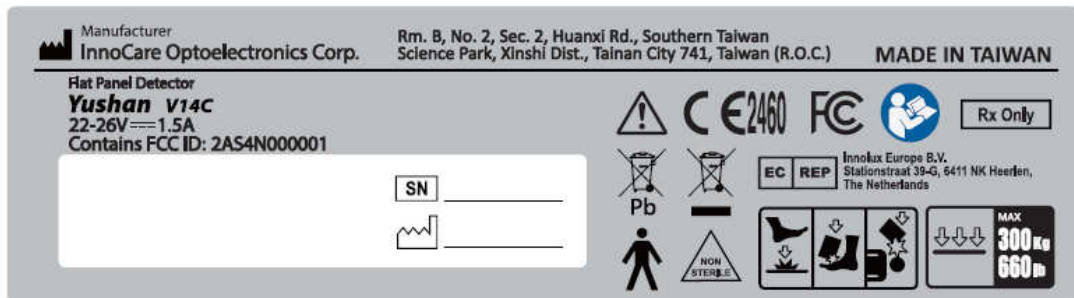 Manufacturer
InnoCare Optoelectronics Corp.
Rm. B, No. 2, Sec. 2, Huanxi Rd., Southern Taiwan
Science Park, Xinshi Dist., Tainan City 741, Taiwan (R.O.C.)
MADE IN TAIWAN
Flat Panel Detector
Yushan V14C
22-26V⎓1.5A
Contains FCC ID: 2AS4N000001
CE2460 FC Rx Only
EC REP
Innolux Europe B.V.
Stationstraat 39-G, 6411 NK Heerlen,
The Netherlands
SN
Pb
NON
STERILE
MAX
300Kg
660lb